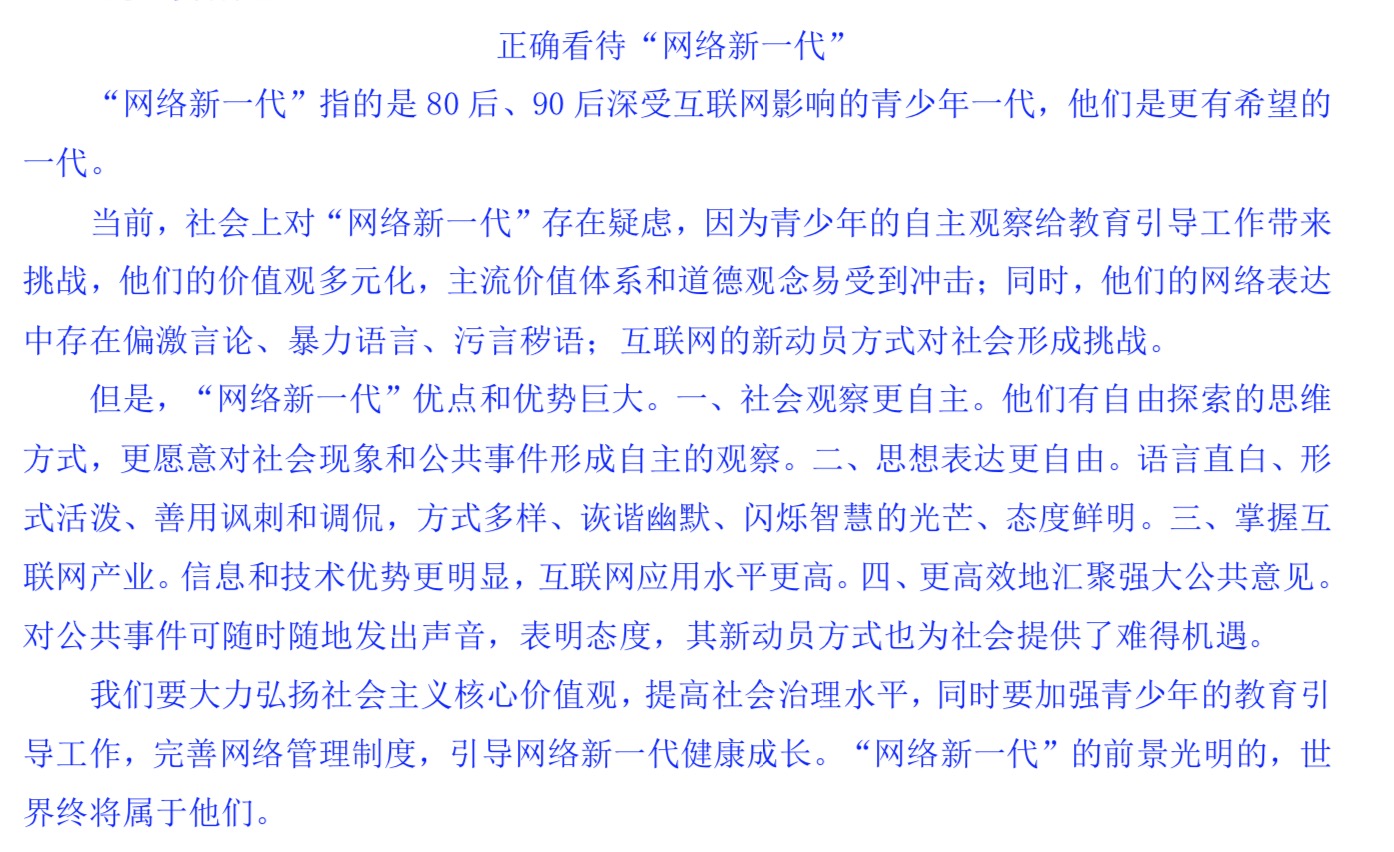 正确看待“网络新一代”
“网络新一代”指的是 80 后、90 后深受互联网影响的青少年一代，他们是更有希望的
一代。
当前，社会上对“网络新一代”存在疑虑，因为青少年的自主观察给教育引导工作带来
挑战，他们的价值观多元化，主流价值体系和道德观念易受到冲击；同时，他们的网络表达
中存在偏激言论、暴力语言、污言秽语；互联网的新动员方式对社会形成挑战。
但是，“网络新一代”优点和优势巨大。一、社会观察更自主。他们有自由探索的思维
方式，更愿意对社会现象和公共事件形成自主的观察。二、思想表达更自由。语言直白、形
式活泼、善用讽刺和调侃，方式多样、诙谐幽默、闪烁智慧的光芒、态度鲜明。三、掌握互
联网产业。信息和技术优势更明显，互联网应用水平更高。四、更高效地汇聚强大公共意见。
对公共事件可随时随地发出声音，表明态度，其新动员方式也为社会提供了难得机遇。
我们要大力弘扬社会主义核心价值观，提高社会治理水平，同时要加强青少年的教育引
导工作，完善网络管理制度，引导网络新一代健康成长。“网络新一代”的前景光明的，世
界终将属于他们。